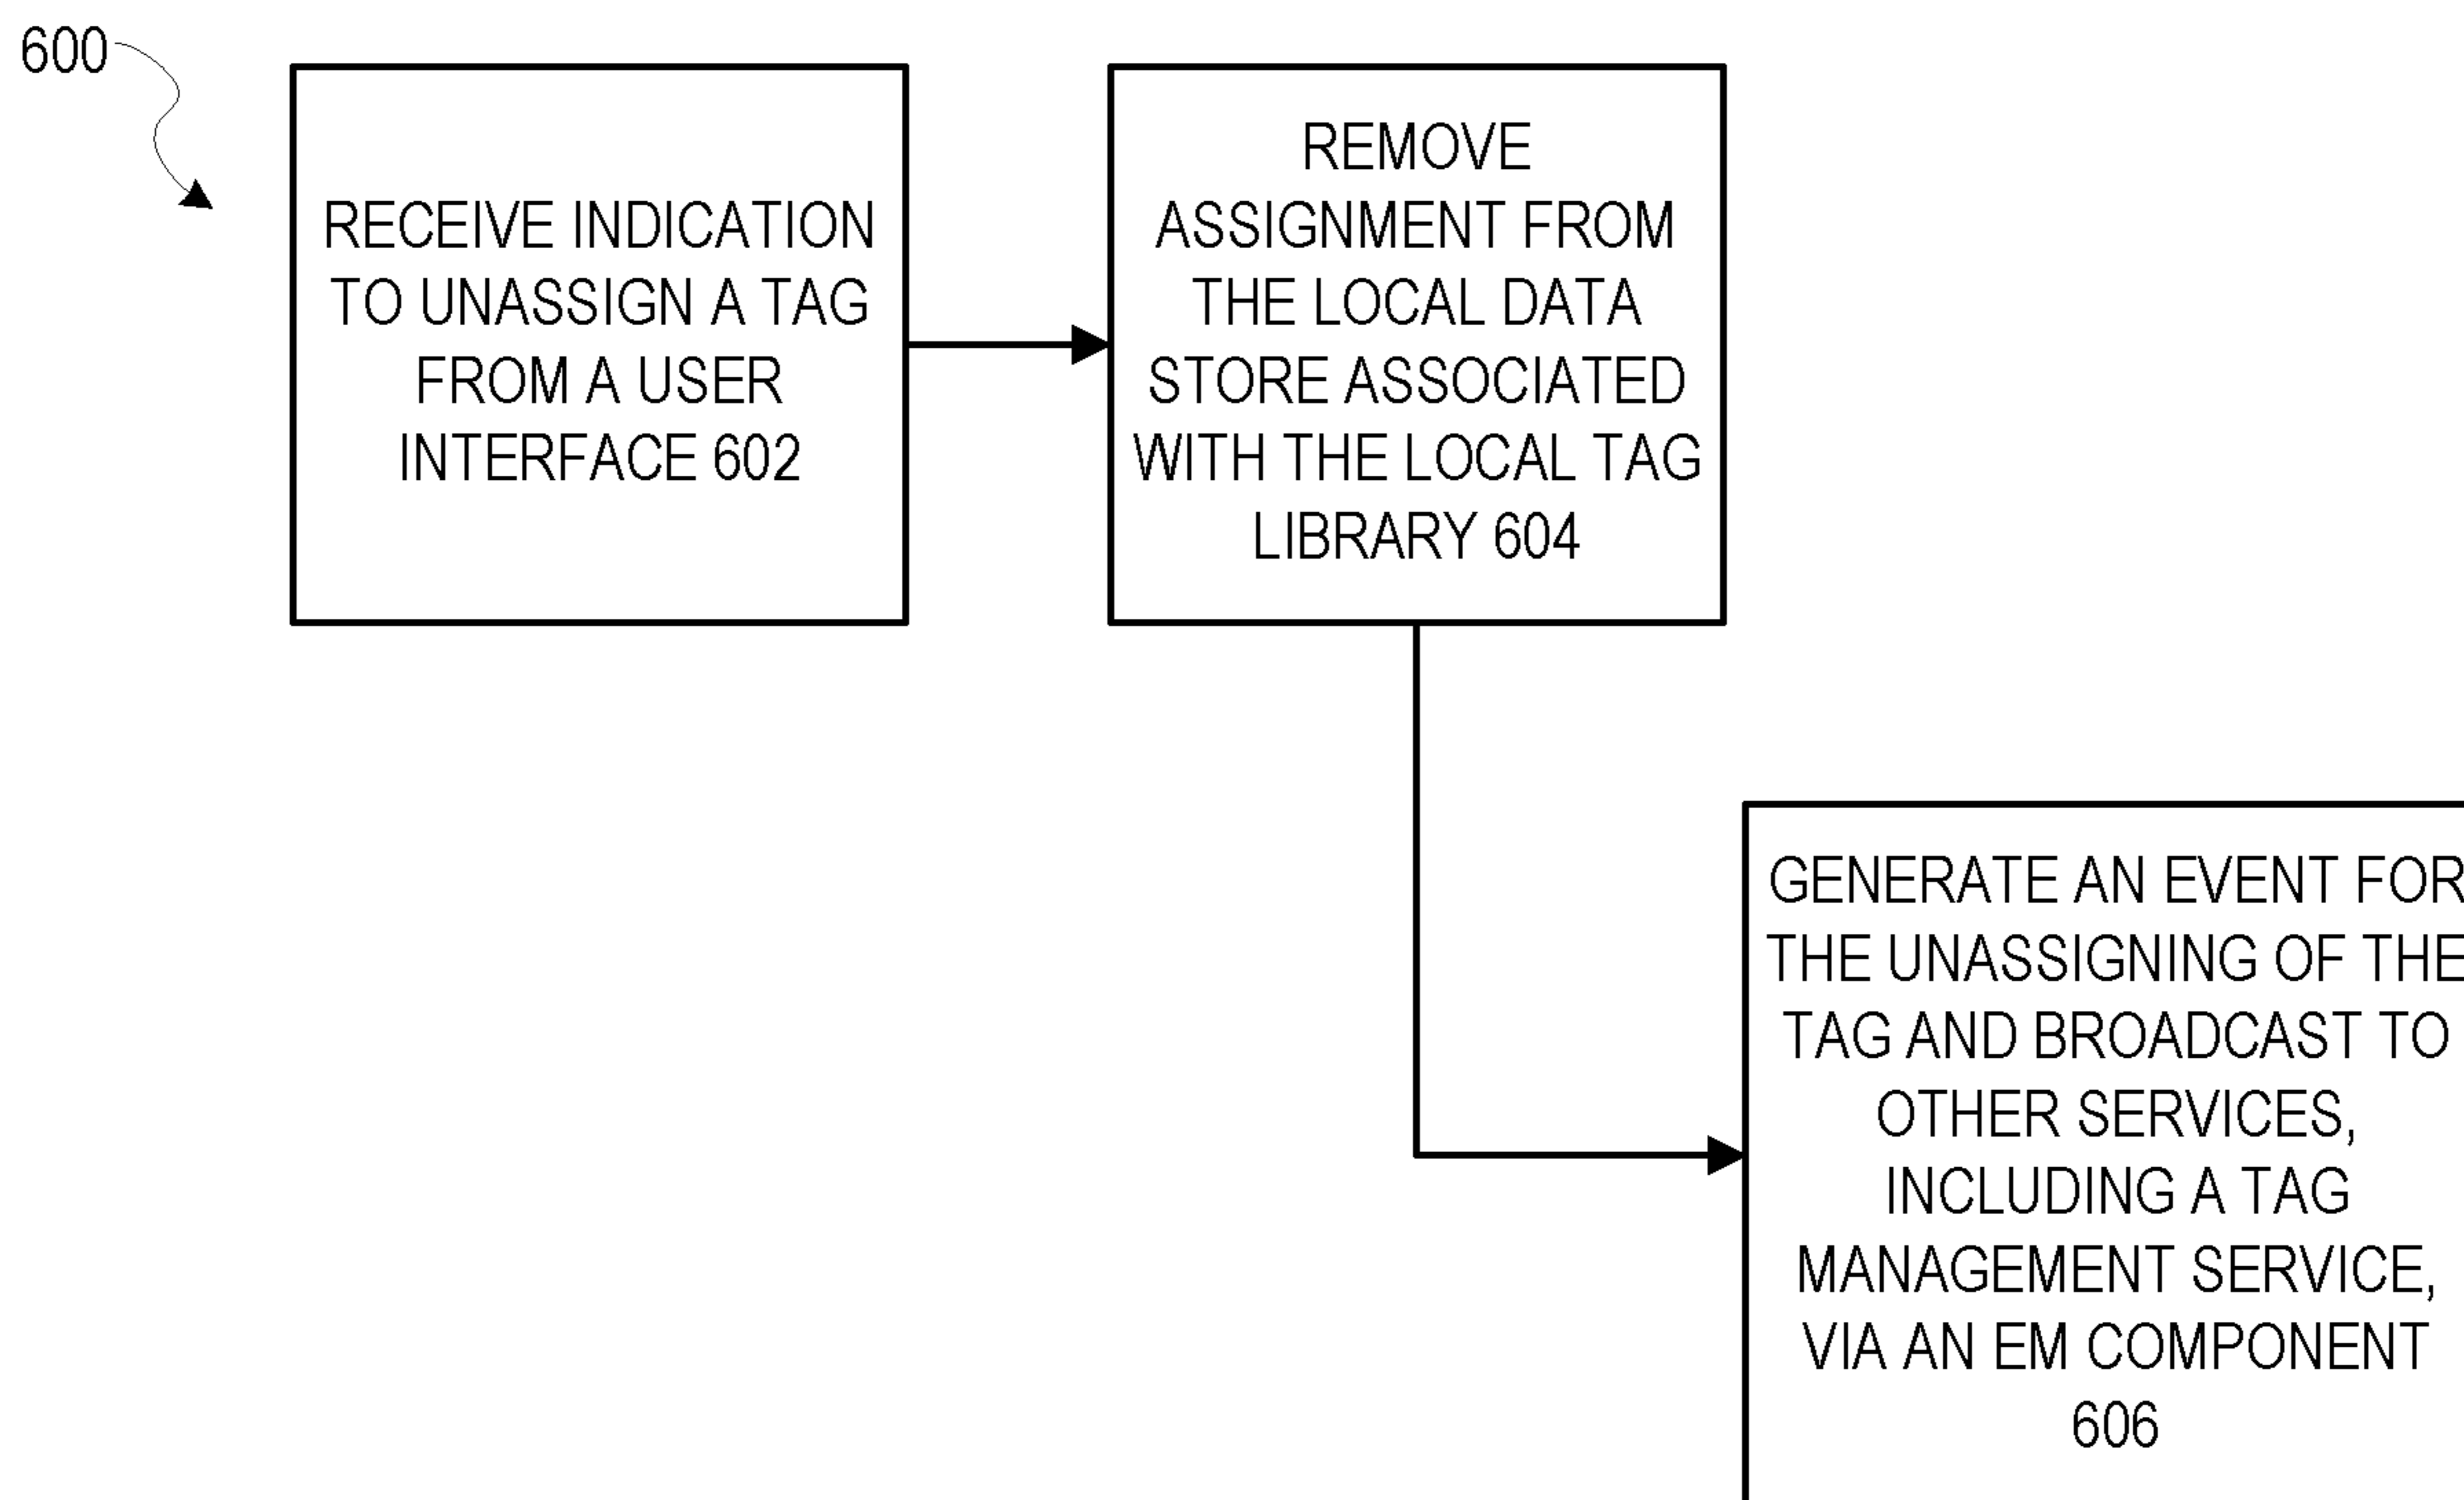 600
RECEIVE INDICATION
TO UNASSIGN A TAG
FROM A USER
INTERFACE 602
REMOVE
ASSIGNMENT FROM
THE LOCAL DATA
STORE ASSOCIATED
WITH THE LOCAL TAG
LIBRARY 604
GENERATE AN EVENT FOR
THE UNASSIGNING OF THE
TAG AND BROADCAST TO
OTHER SERVICES,
INCLUDING A TAG
MANAGEMENT SERVICE,
VIA AN EM COMPONENT
606